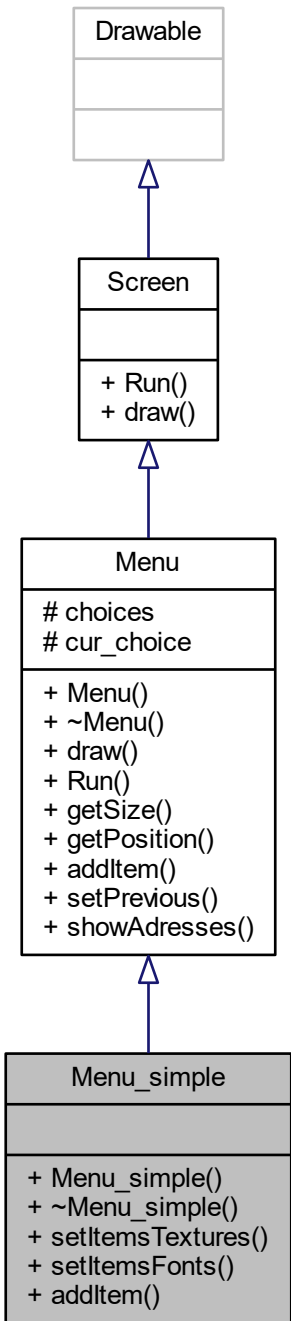 Drawable
Screen
+ Run()
+ draw()
Menu
# choices
# cur_choice
+ Menu()
+ ~Menu()
+ draw()
+ Run()
+ getSize()
+ getPosition()
+ addItem()
+ setPrevious()
+ showAdresses()
Menu_simple
+ Menu_simple()
+ ~Menu_simple()
+ setItemsTextures()
+ setItemsFonts()
+ addItem()